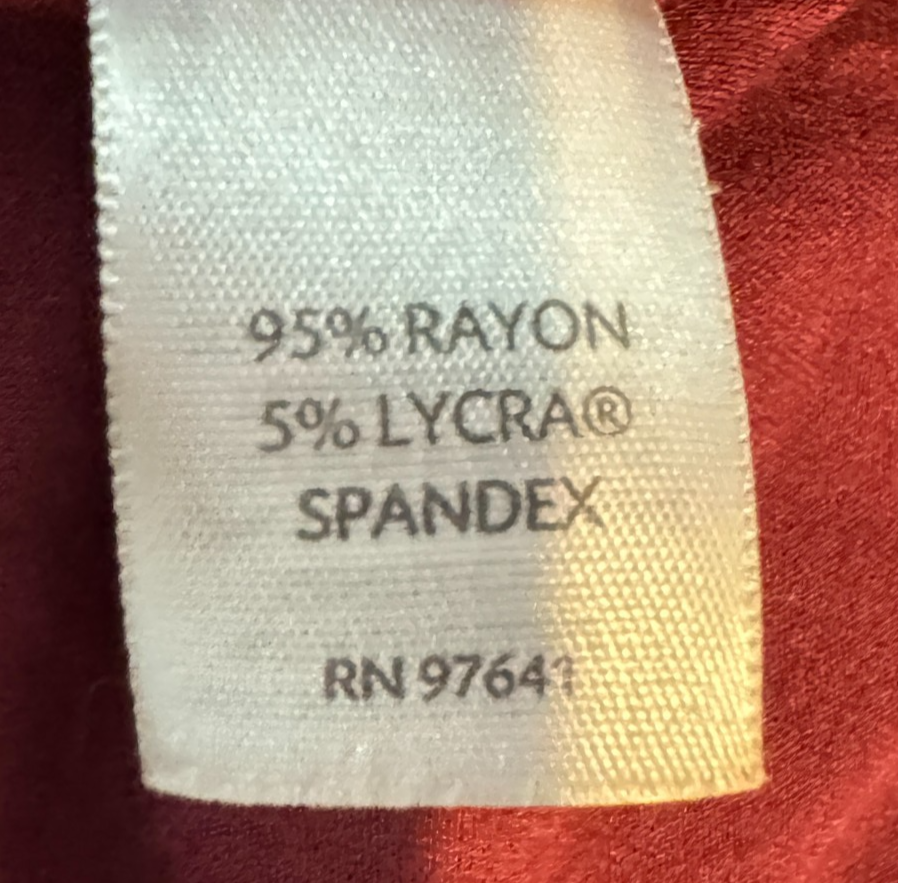 95% RAYON
5% LYCRA®
SPANDEX
RN 97641